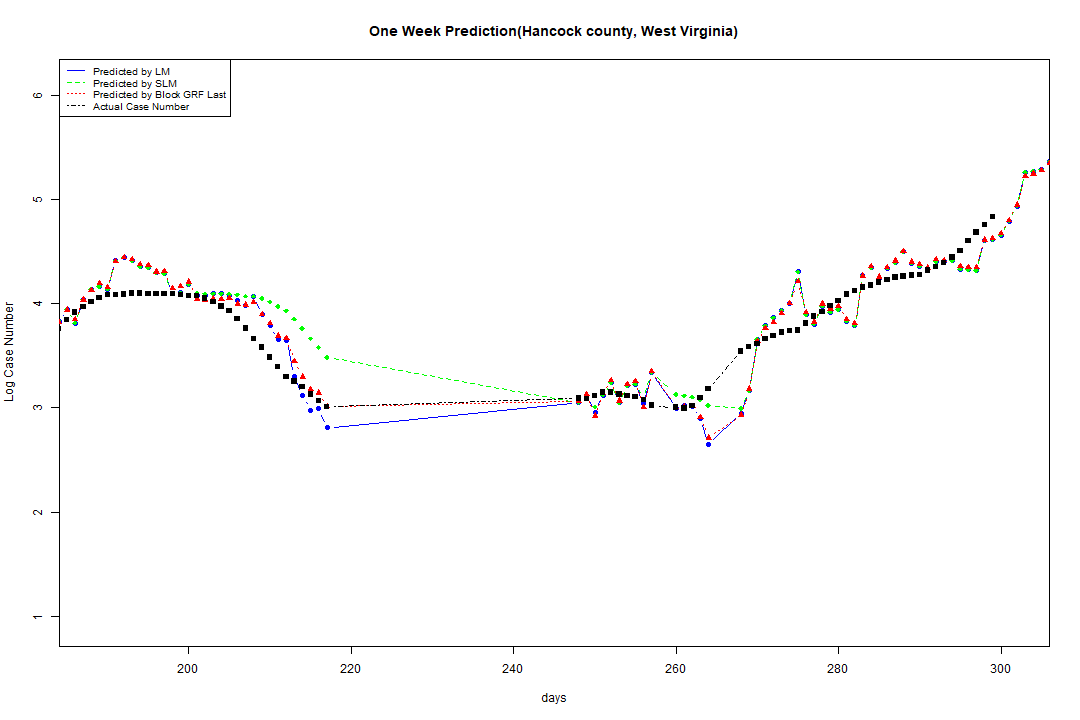 One Week Prediction(Hancock county, West Virginia)
Predicted by LM
Predicted by SLM
Predicted by Block GRF Last
Actual Case Number
6
5
4
3
2
1
Log Case Number
200 220 240 260 280 300
days